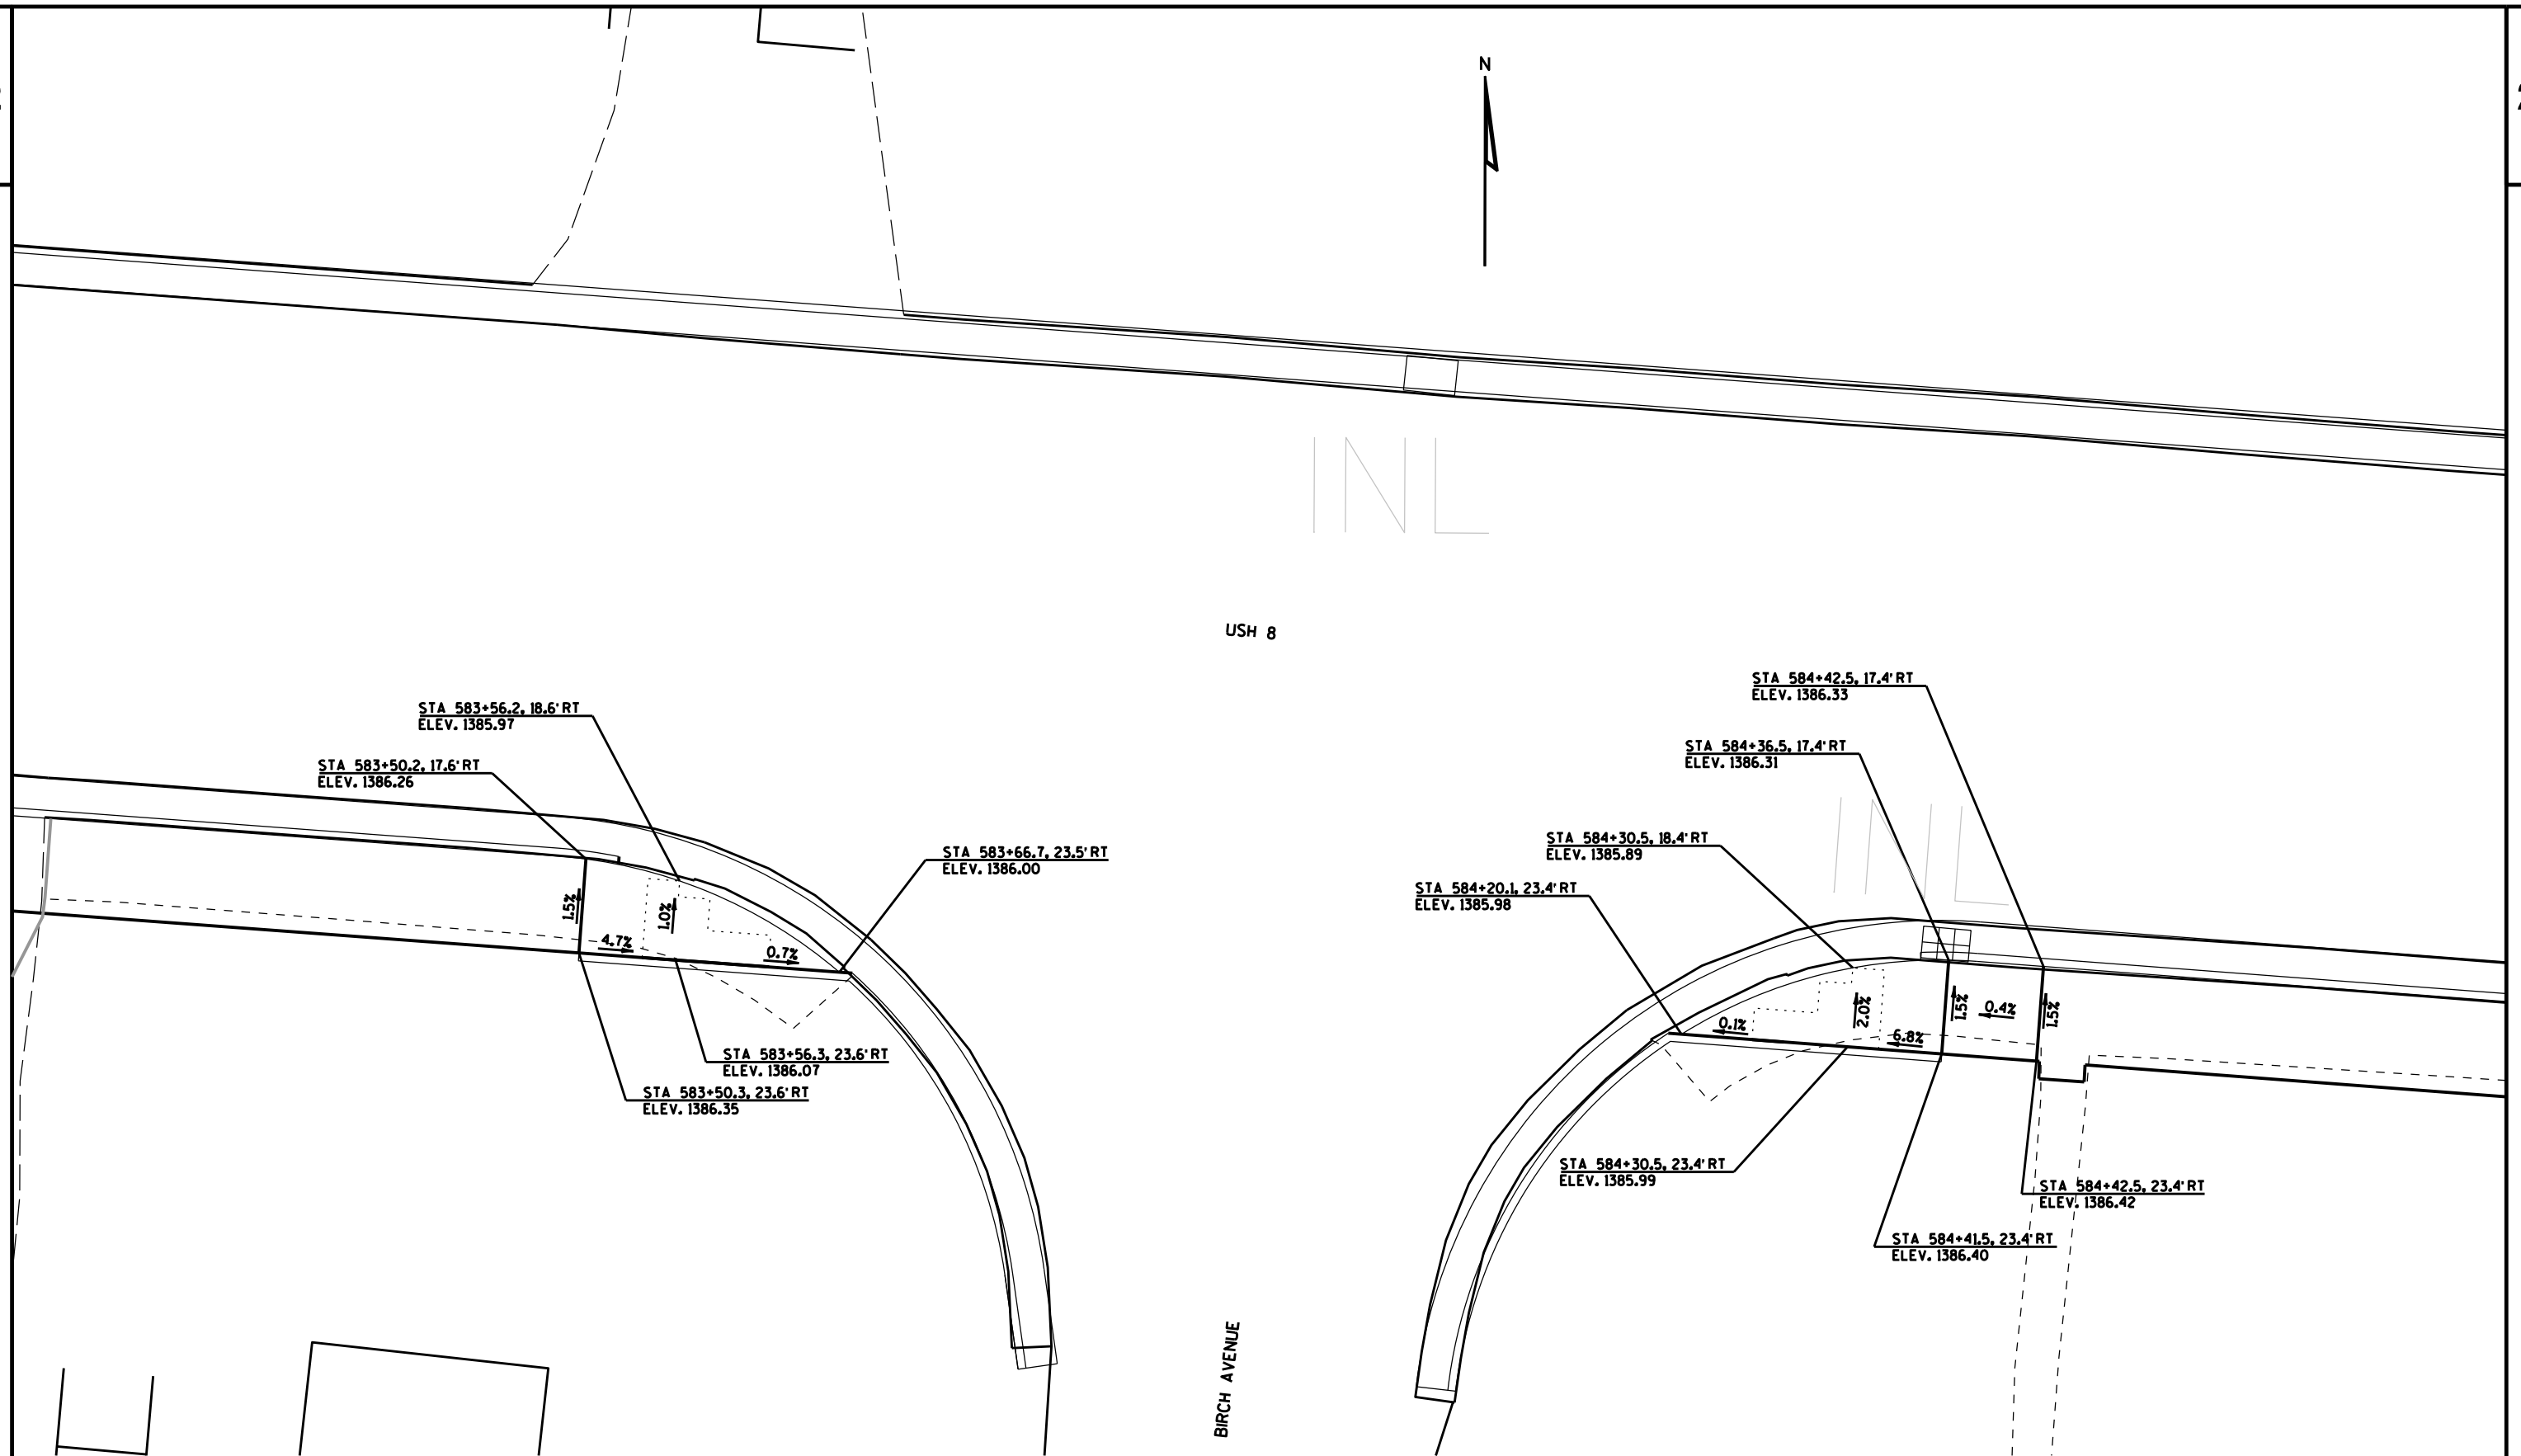 N
INL
USH 8
STA 584+42.5, 17.4' RT
ELEV. 1386.33
STA 583+56.2, 18.6' RT
ELEV. 1385.97
STA 584+36.5, 17.4' RT
ELEV. 1386.31
STA 583+50.2, 17.6' RT
ELEV. 1386.26
INL
STA 584+30.5, 18.4' RT
ELEV. 1385.89
STA 583+66.7, 23.5' RT
ELEV. 1386.00
STA 584+20.1, 23.4' RT
ELEV. 1385.98
1.5%
1.0%
4.7%
0.7%
0.1%
2.0%
6.8%
1.5%
0.4%
1.5%
STA 583+56.3, 23.6' RT
ELEV. 1386.07
STA 583+50.3, 23.6' RT
ELEV. 1386.35
STA 584+30.5, 23.4' RT
ELEV. 1385.99
STA 584+42.5, 23.4' RT
ELEV. 1386.42
STA 584+41.5, 23.4' RT
ELEV. 1386.40
BIRCH AVENUE